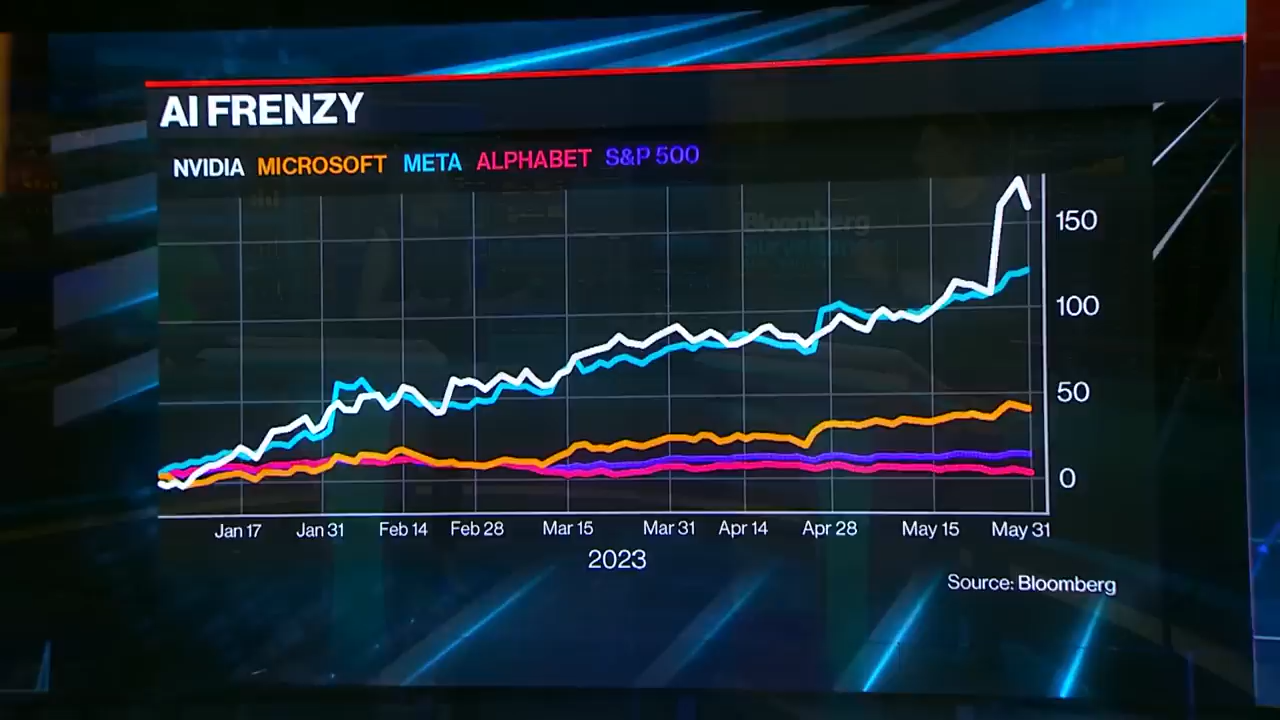 AI FRENZY
NVIDIA MICROSOFT META ALPHABET S&P 500
Bloomberg
150
100
50
0
Jan 17 Jan 31 Feb 14 Feb 28 Mar 15 Mar 31 Apr 14 Apr 28 May 15 May 31
2023
Source: Bloomberg